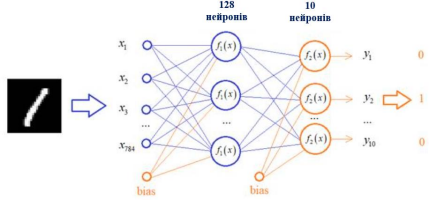 128
нейронів
10
нейронів
x₁
x₂
x₃
...
x₇₈₄
bias
f₁(x)
f₁(x)
...
f₁(x)
bias
f₂(x)
f₂(x)
...
f₂(x)
y₁
y₂
...
y₁₀
0
1
0